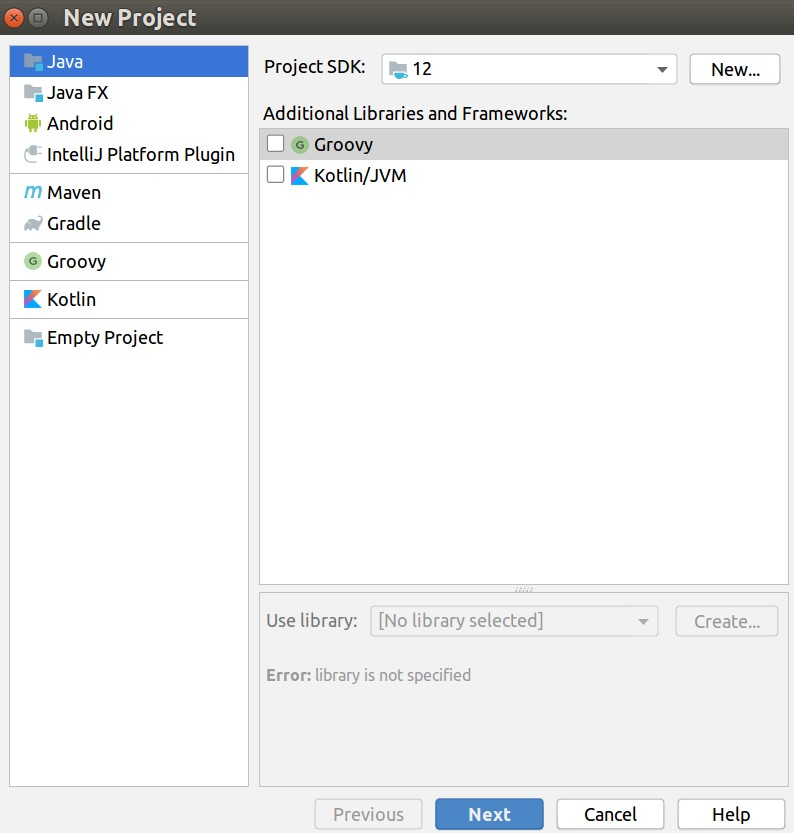 New Project
Java
Java FX
Android
IntelliJ Platform Plugin
Maven
Gradle
Groovy
Kotlin
Empty Project
Project SDK: 12 New...
Additional Libraries and Frameworks:
Groovy
Kotlin/JVM
Use library: [No library selected] Create...
Error: library is not specified
Previous Next Cancel Help